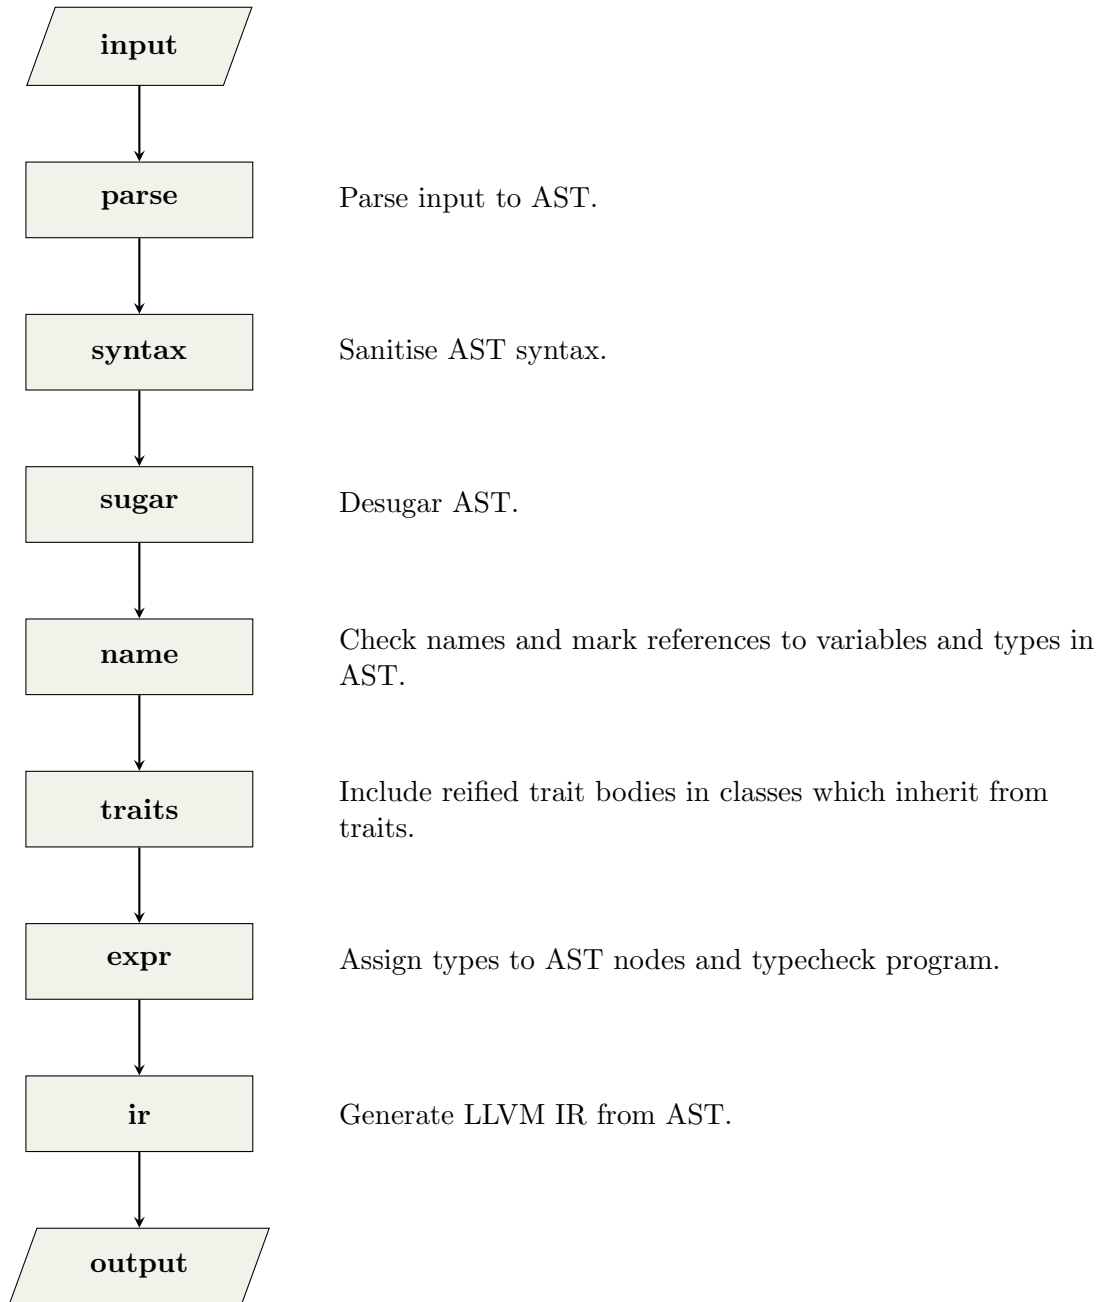 input
parse
Parse input to AST.
syntax
Sanitise AST syntax.
sugar
Desugar AST.
name
Check names and mark references to variables and types in
AST.
traits
Include reified trait bodies in classes which inherit from
traits.
expr
Assign types to AST nodes and typecheck program.
ir
Generate LLVM IR from AST.
output